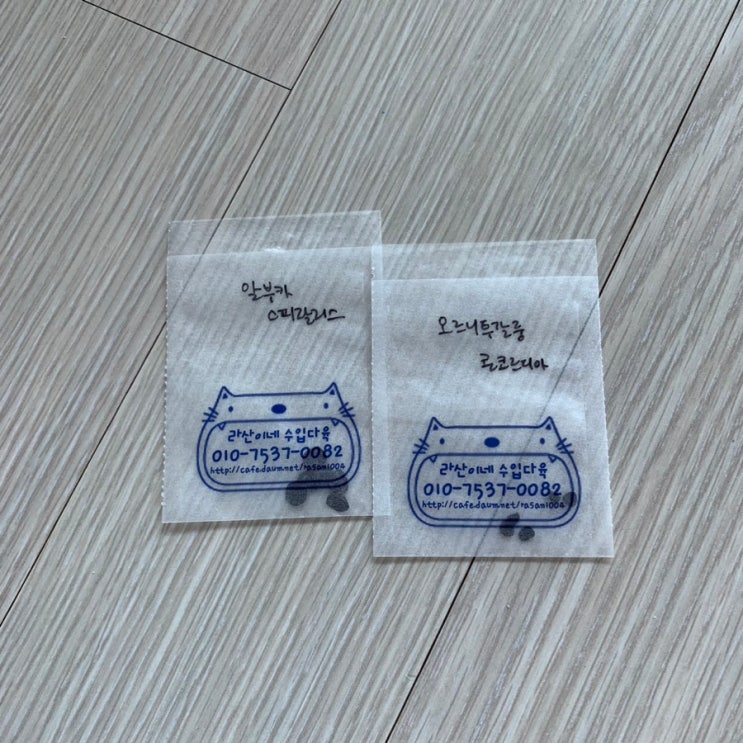 알부카
스피랄리스
라산이네 수입다육
010-7537-0082
http://cafe.daum.net/rasan1004
오르니투갈룸
콘코르디아
라산이네 수입다육
010-7537-0082
http://cafe.daum.net/rasan1004